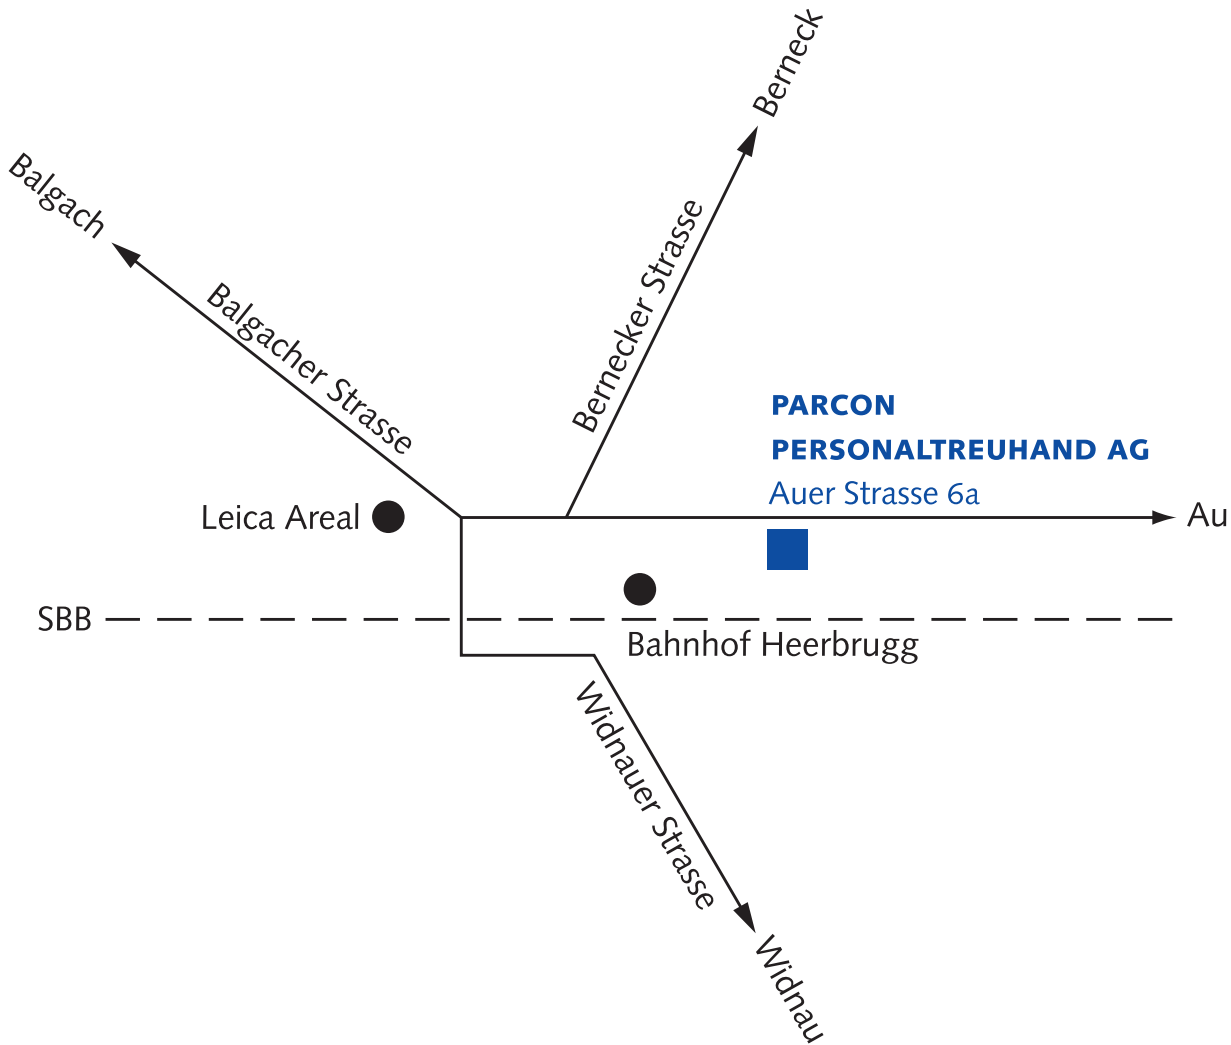 Berneck
Balgach
Bernecker Strasse
Balgacher Strasse
PARCON
PERSONALTREUHAND AG
Auer Strasse 6a
Leica Areal
Au
SBB
Bahnhof Heerbrugg
Widnauer Strasse
Widnau